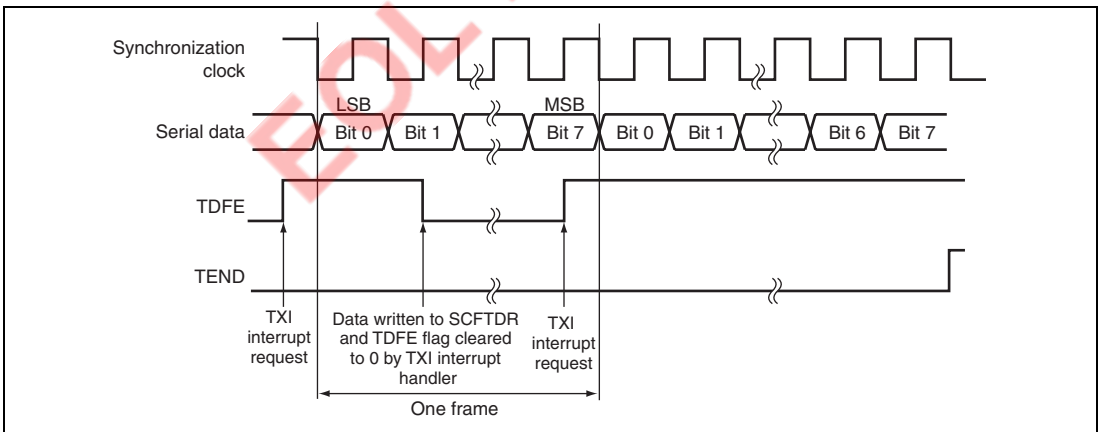 EOL
Synchronization
clock
LSB
MSB
Serial data
Bit 0
Bit 1
Bit 7
Bit 0
Bit 1
Bit 6
Bit 7
TDFE
TEND
TXI
interrupt
request
Data written to SCFTDR
and TDFE flag cleared
to 0 by TXI interrupt
handler
TXI
interrupt
request
One frame